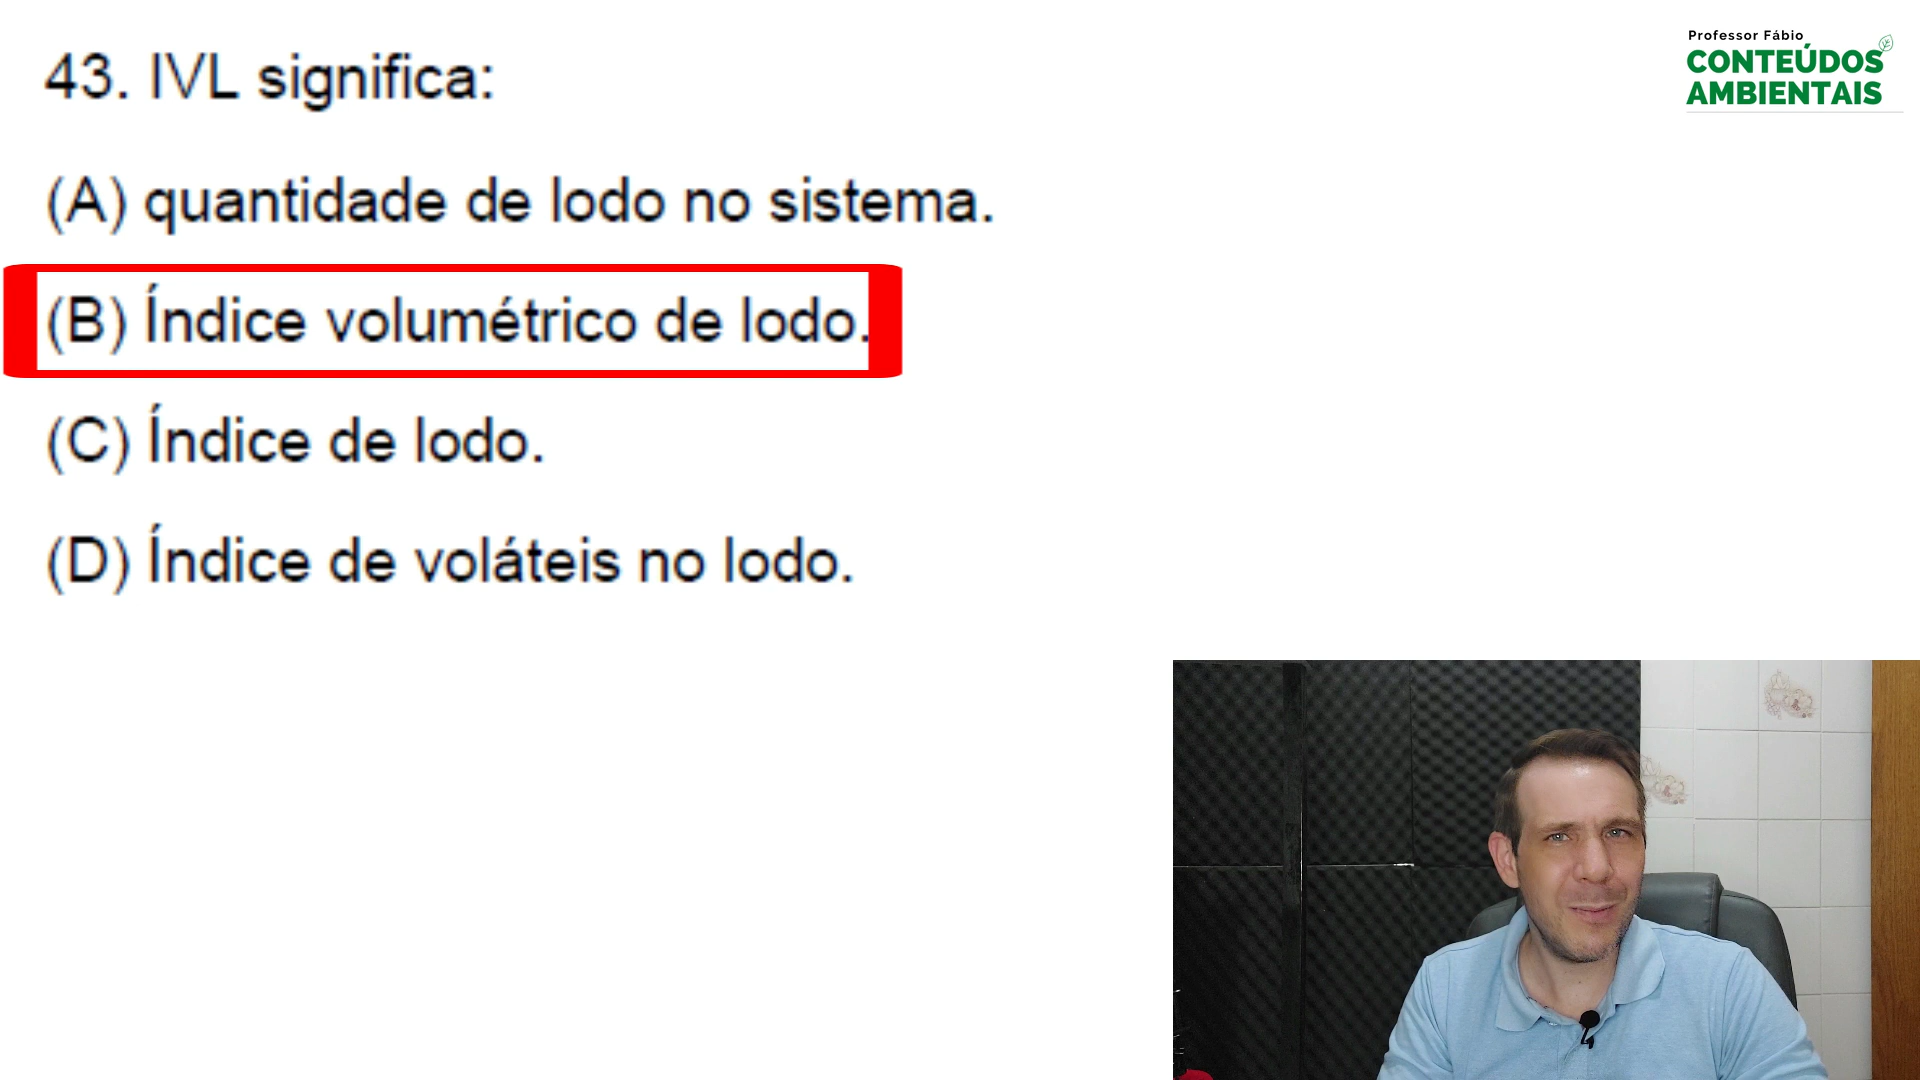 43. IVL significa:
(A) quantidade de lodo no sistema.
(B) Índice volumétrico de lodo.
(C) Índice de lodo.
(D) Índice de voláteis no lodo.
Professor Fábio
CONTEÚDOS
AMBIENTAIS